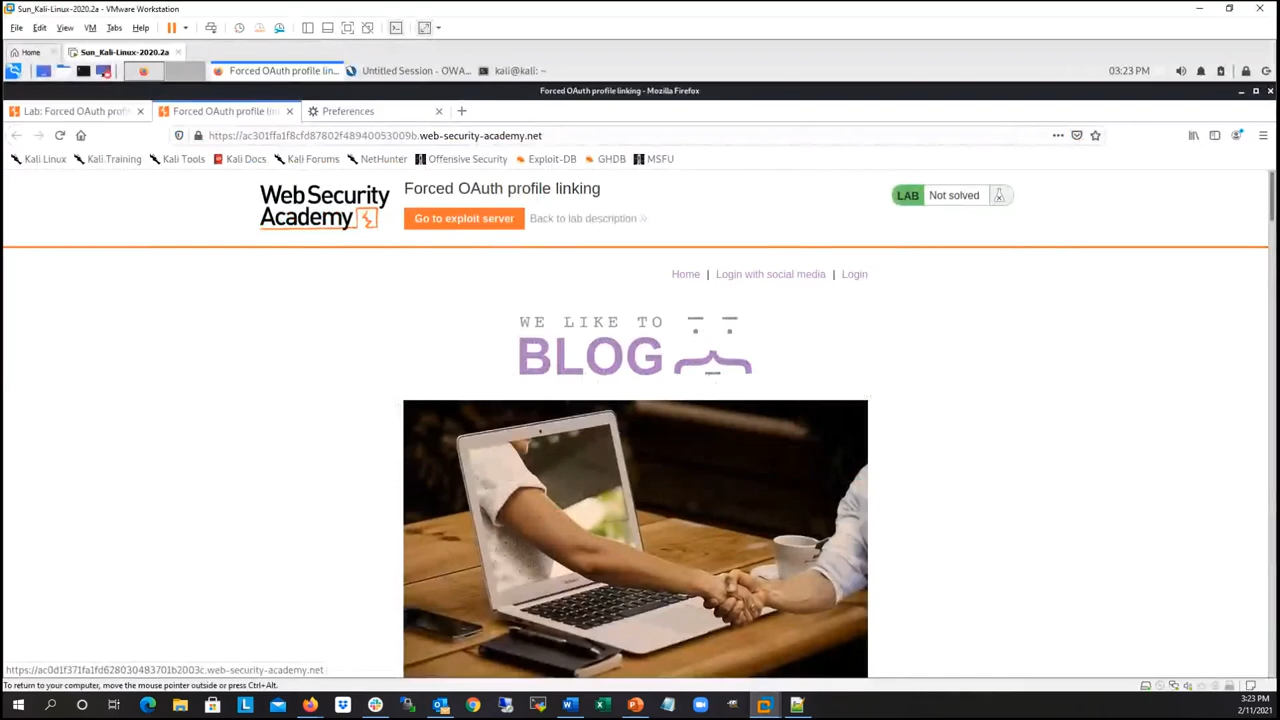 Sun_Kali-Linux-2020.2a - VMware Workstation
File Edit View VM Tabs Help
Home Sun_Kali-Linux-2020.2a
Forced OAuth profile lin... Untitled Session - OWA... kali@kali: ~ 03:23 PM
Forced OAuth profile linking - Mozilla Firefox
Lab: Forced OAuth profi Forced OAuth profile lin Preferences
https://ac301ffa1f8cfd87802f48940053009b.web-security-academy.net
Kali Linux Kali Training Kali Tools Kali Docs Kali Forums NetHunter Offensive Security Exploit-DB GHDB MSFU
Web Security Academy
Forced OAuth profile linking
LAB Not solved
Go to exploit server Back to lab description
Home | Login with social media | Login
WE LIKE TO
BLOG
https://ac0d1f371fa1fd628030483701b2003c.web-security-academy.net
To return to your computer, move the mouse pointer outside or press Ctrl+Alt.
3:23 PM
2/11/2021